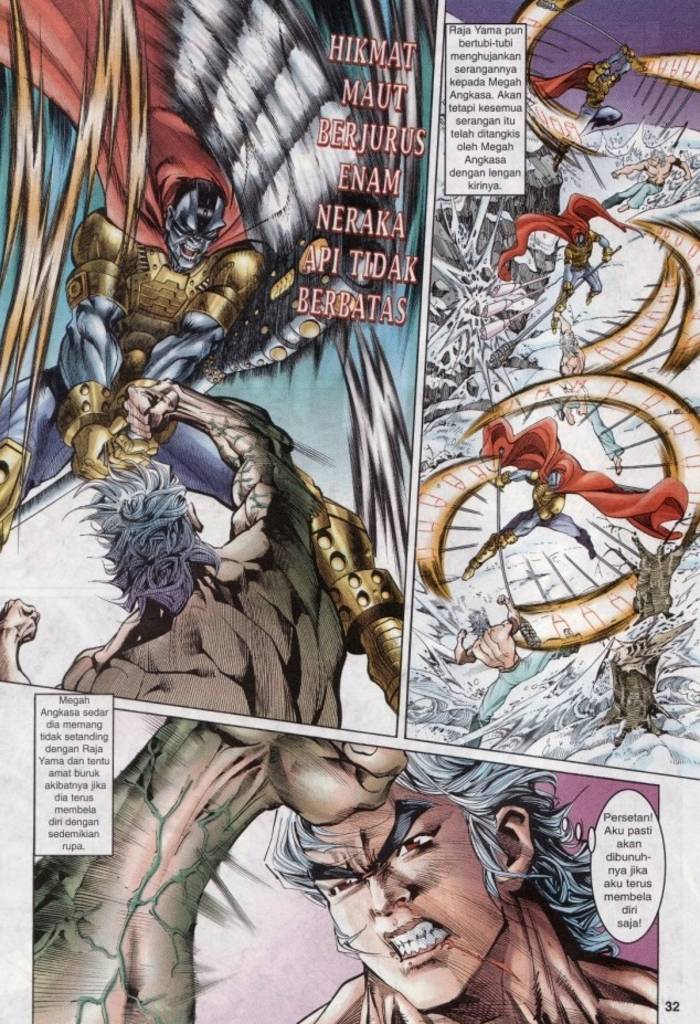 HIKMAT
MAUT
BERJURUS
ENAM
NERAKA
API TIDAK
BERBATAS
Raja Yama pun
bertubi-tubi
menghujankan
serangannya
kepada Megah
Angkasa. Akan
tetapi kesemua
serangan itu
telah ditangkis
oleh Megah
Angkasa
dengan lengan
kirinya.
Megah
Angkasa sedar
dia memang
tidak setanding
dengan Raja
Yama dan tentu
amat buruk
akibatnya jika
dia terus
membela
diri dengan
sedemikian
rupa.
Persetan!
Aku pasti
akan
dibunuh-
nya jika
aku terus
membela
diri
saja!
32